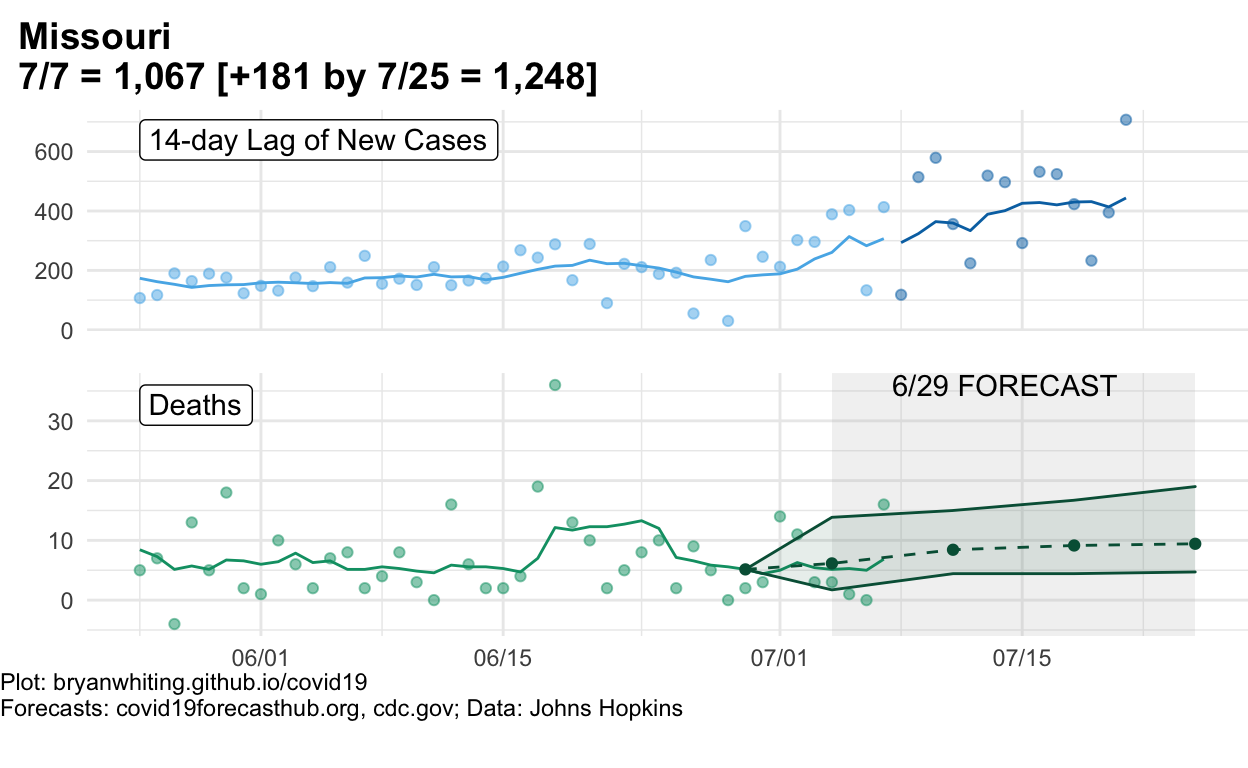 Missouri
7/7 = 1,067 [+181 by 7/25 = 1,248]
14-day Lag of New Cases
600
400
200
0
6/29 FORECAST
Deaths
30
20
10
0
06/01 06/15 07/01 07/15
Plot: bryanwhiting.github.io/covid19
Forecasts: covid19forecasthub.org, cdc.gov; Data: Johns Hopkins